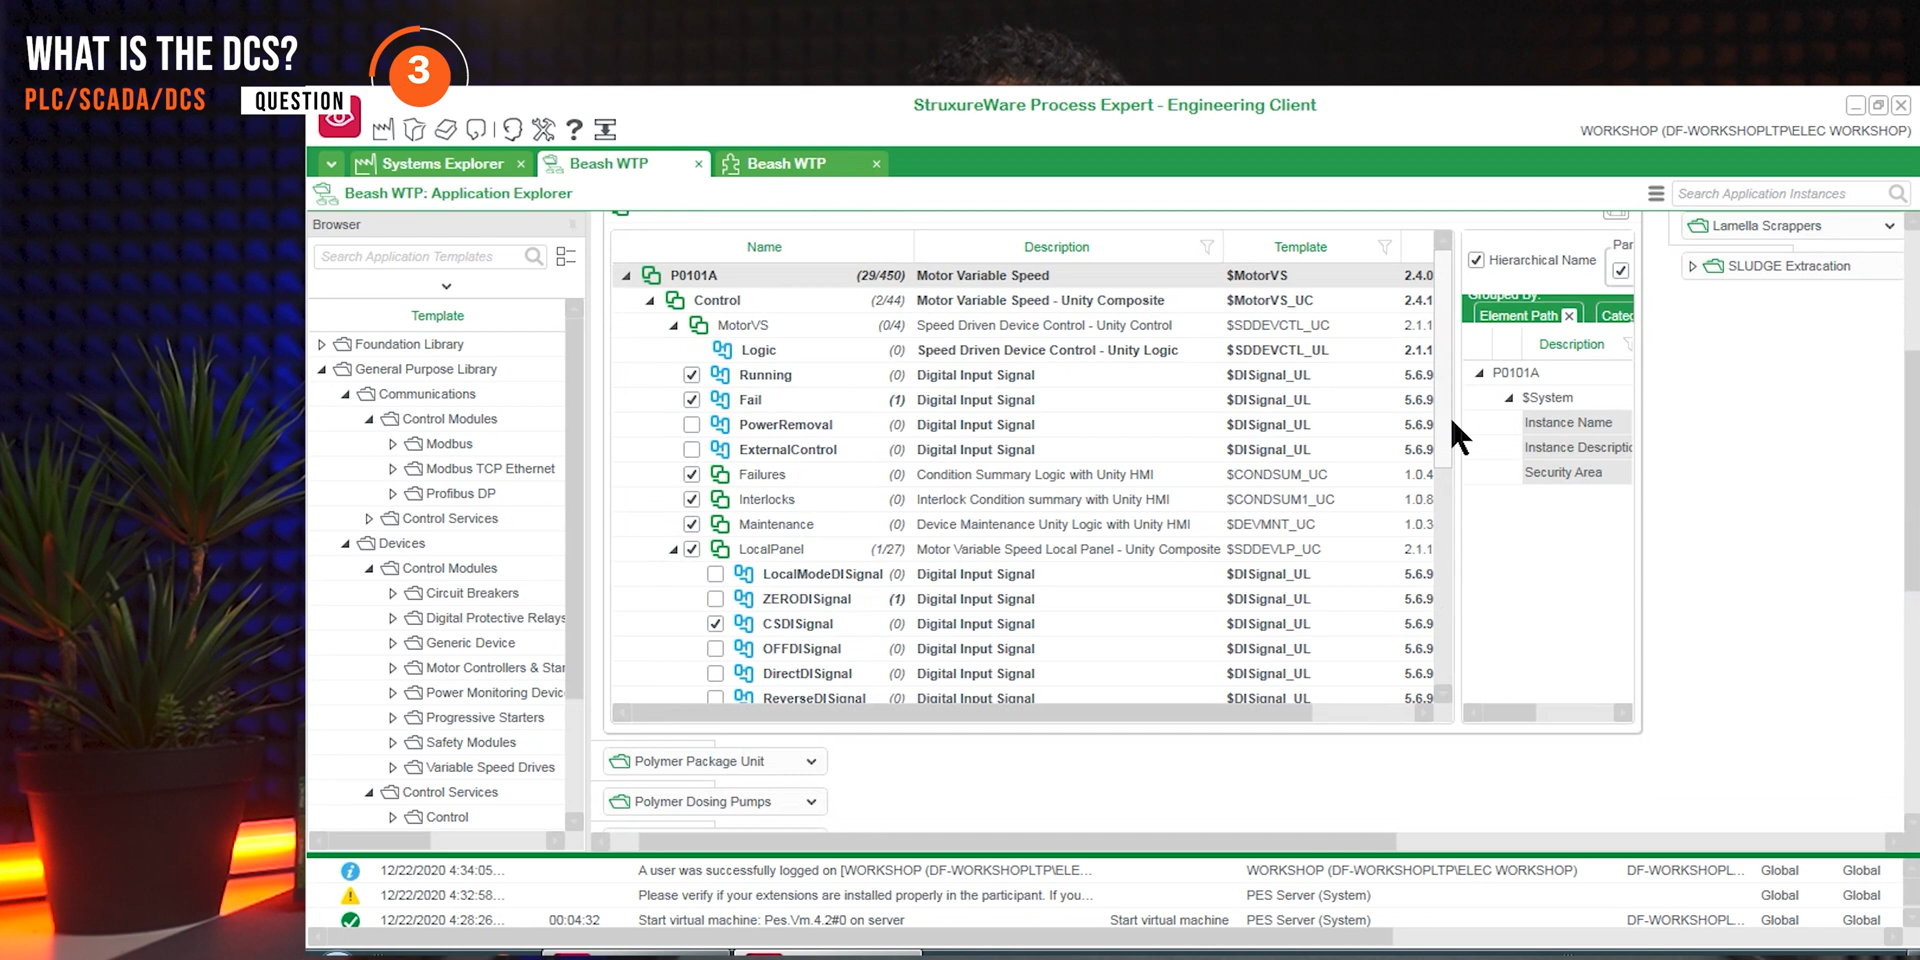 WHAT IS THE DCS?
PLC/SCADA/DCS
QUESTION
3
StruxureWare Process Expert - Engineering Client
WORKSHOP (DF-WORKSHOPLTP\ELEC WORKSHOP)
Systems Explorer
Beash WTP
Beash WTP
Beash WTP: Application Explorer
Search Application Instances
Browser
Search Application Templates
Template
Foundation Library
General Purpose Library
Communications
Control Modules
Modbus
Modbus TCP Ethernet
Profibus DP
Control Services
Devices
Control Modules
Circuit Breakers
Digital Protective Relays
Generic Device
Motor Controllers & Star
Power Monitoring Devic
Progressive Starters
Safety Modules
Variable Speed Drives
Control Services
Control
Name Description Template
P0101A (29/450) Motor Variable Speed $MotorVS 2.4.0
Control (2/44) Motor Variable Speed - Unity Composite $MotorVS_UC 2.4.1
MotorVS (0/4) Speed Driven Device Control - Unity Control $SDDEVCTL_UC 2.1.1
Logic (0) Speed Driven Device Control - Unity Logic $SDDEVCTL_UL 2.1.1
Running (0) Digital Input Signal $DISignal_UL 5.6.9
Fail (1) Digital Input Signal $DISignal_UL 5.6.9
PowerRemoval (0) Digital Input Signal $DISignal_UL 5.6.9
ExternalControl (0) Digital Input Signal $DISignal_UL 5.6.9
Failures (0) Condition Summary Logic with Unity HMI $CONDSUM_UC 1.0.4
Interlocks (0) Interlock Condition summary with Unity HMI $CONDSUM1_UC 1.0.8
Maintenance (0) Device Maintenance Unity Logic with Unity HMI $DEVMNT_UC 1.0.3
LocalPanel (1/27) Motor Variable Speed Local Panel - Unity Composite $SDDEVLP_UC 2.1.1
LocalModeDISignal (0) Digital Input Signal $DISignal_UL 5.6.9
ZERODISignal (1) Digital Input Signal $DISignal_UL 5.6.9
CSDISignal (0) Digital Input Signal $DISignal_UL 5.6.9
OFFDISignal (0) Digital Input Signal $DISignal_UL 5.6.9
DirectDISignal (0) Digital Input Signal $DISignal_UL 5.6.9
ReverseDISignal (0) Digital Input Signal $DISignal_UL 5.6.9
Hierarchical Name
Par
Grouped By:
Element Path Categ
Description
P0101A
$System
Instance Name
Instance Descriptic
Security Area
Lamella Scrappers
SLUDGE Extracation
Polymer Package Unit
Polymer Dosing Pumps
12/22/2020 4:34:05... A user was successfully logged on [WORKSHOP (DF-WORKSHOPLTP\ELE... WORKSHOP (DF-WORKSHOPLTP\ELEC WORKSHOP) DF-WORKSHOPL... Global Global
12/22/2020 4:32:58... Please verify if your extensions are installed properly in the participant. If you... PES Server (System) Global Global
12/22/2020 4:28:26... 00:04:32 Start virtual machine: Pes.Vm.4.2#0 on server Start virtual machine PES Server (System) DF-WORKSHOPL... Global Global